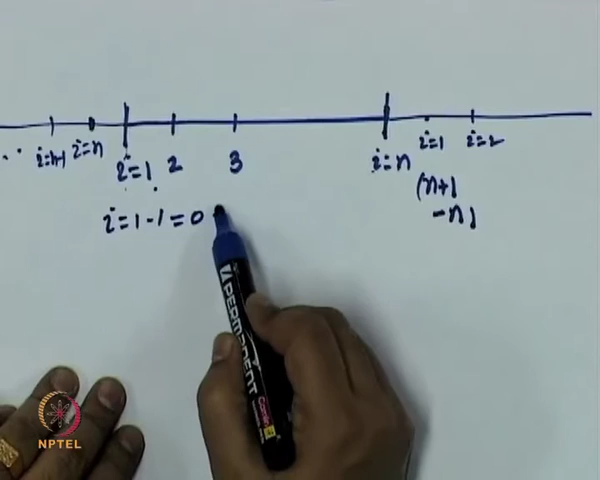 .. i=n-1 i=n i=1 2 3 i=n i=1 i=2
(n+1
-n)
i=1-1=0
PERMANENT
NPTEL